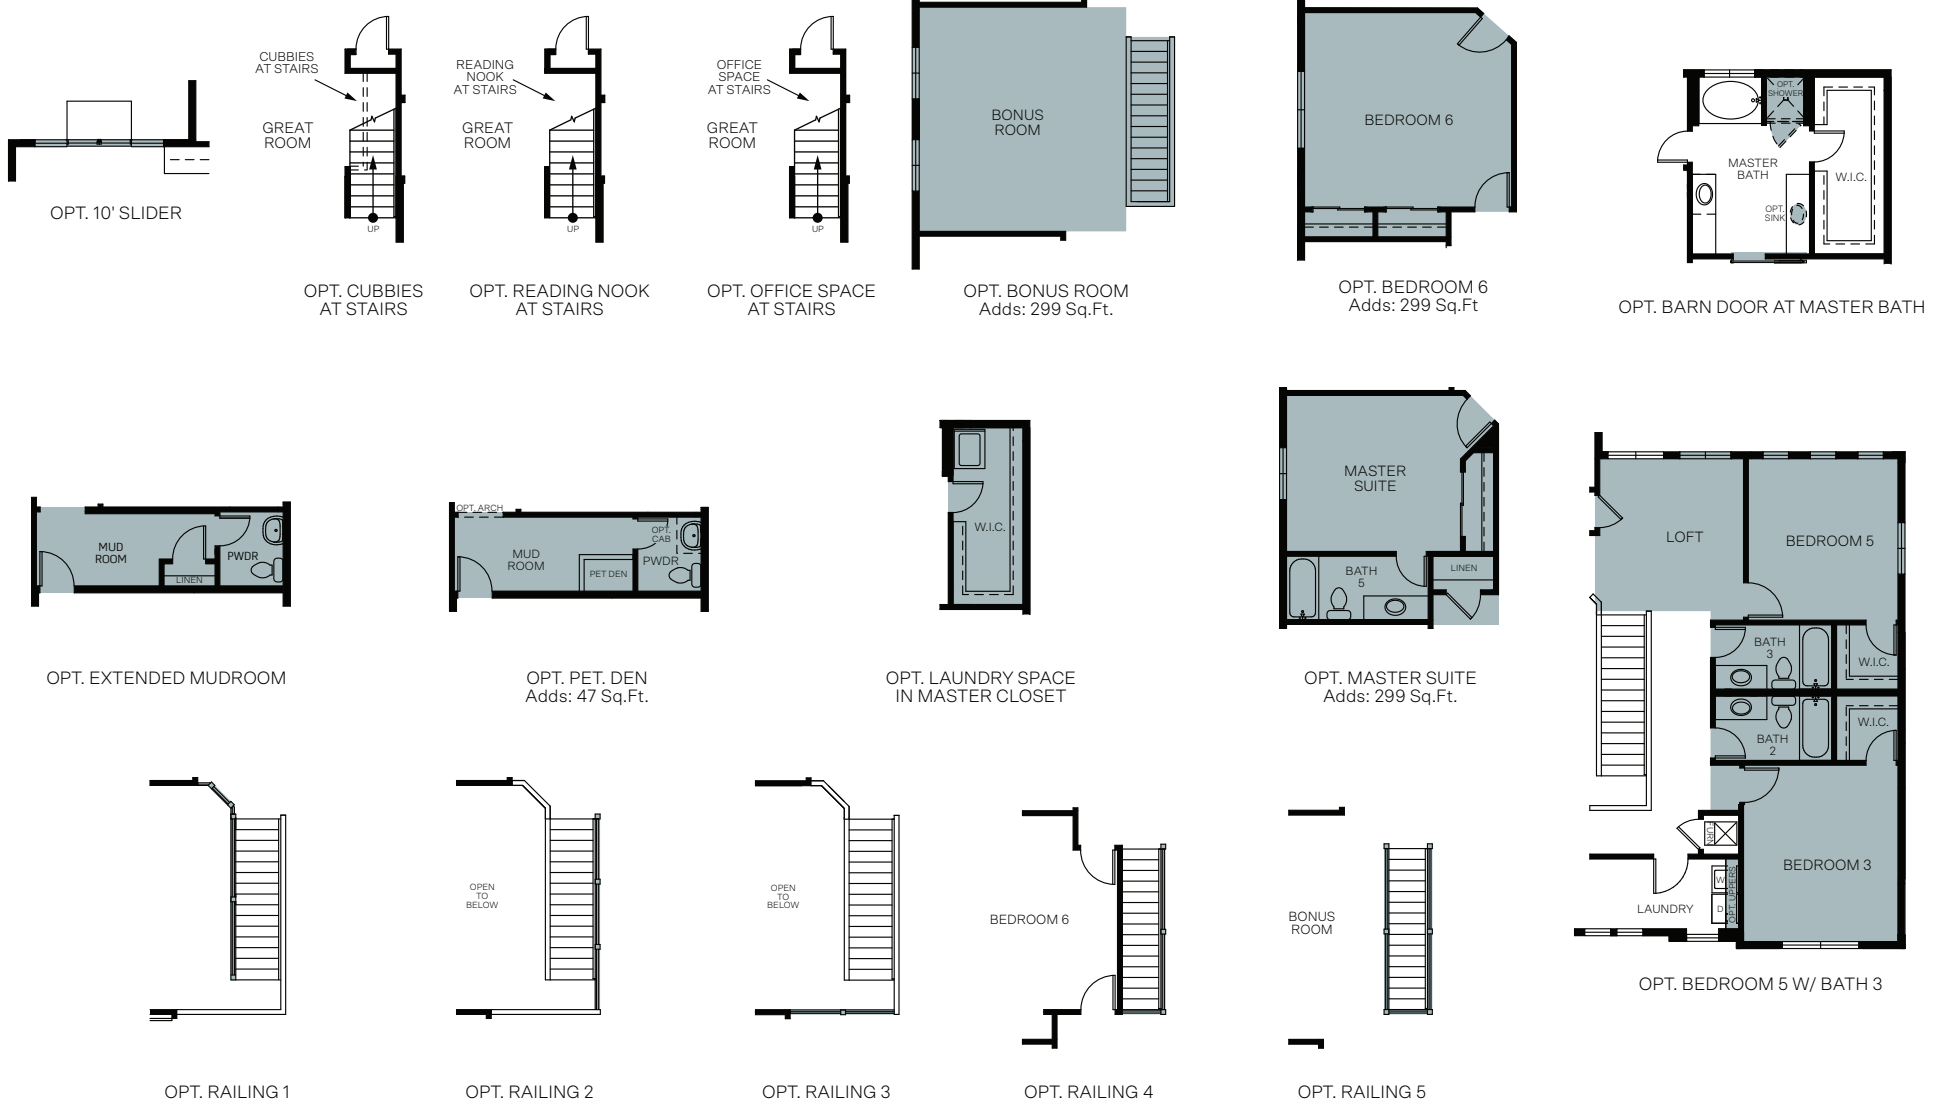 OPT. 10' SLIDER
CUBBIES
AT STAIRS
GREAT
ROOM
UP
OPT. CUBBIES
AT STAIRS
READING
NOOK
AT STAIRS
GREAT
ROOM
UP
OPT. READING NOOK
AT STAIRS
OFFICE
SPACE
AT STAIRS
GREAT
ROOM
UP
OPT. OFFICE SPACE
AT STAIRS
BONUS
ROOM
OPT. BONUS ROOM
Adds: 299 Sq.Ft.
BEDROOM 6
OPT. BEDROOM 6
Adds: 299 Sq.Ft
OPT.
SHOWER
MASTER
BATH
W.I.C.
OPT.
SINK
OPT. BARN DOOR AT MASTER BATH
MUD
ROOM
LINEN
PWDR
OPT. EXTENDED MUDROOM
OPT. ARCH
MUD
ROOM
OPT.
CAB
PWDR
PET DEN
OPT. PET. DEN
Adds: 47 Sq.Ft.
W.I.C.
OPT. LAUNDRY SPACE
IN MASTER CLOSET
MASTER
SUITE
BATH
5
LINEN
OPT. MASTER SUITE
Adds: 299 Sq.Ft.
LOFT
BEDROOM 5
BATH
3
W.I.C.
W.I.C.
BATH
2
FURN
BEDROOM 3
W
D
OPT. UPPERS
LAUNDRY
OPT. BEDROOM 5 W/ BATH 3
OPT. RAILING 1
OPEN
TO
BELOW
OPT. RAILING 2
OPEN
TO
BELOW
OPT. RAILING 3
BEDROOM 6
OPT. RAILING 4
BONUS
ROOM
OPT. RAILING 5